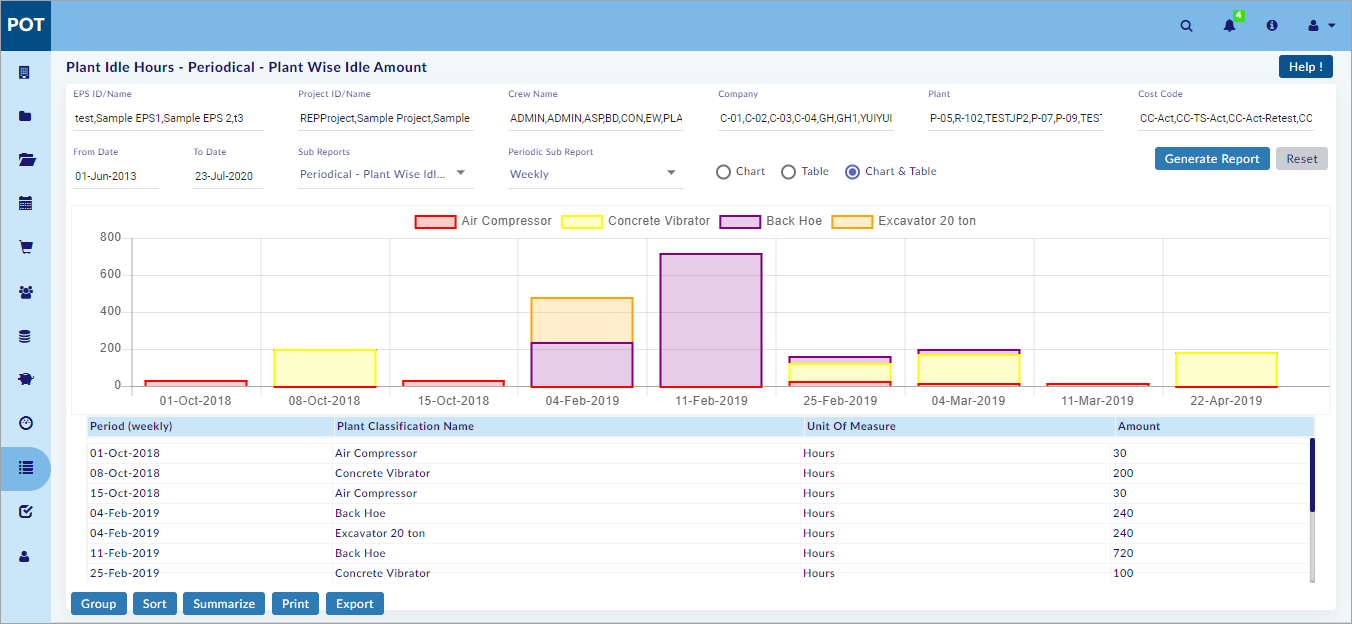 POT
4
Plant Idle Hours - Periodical - Plant Wise Idle Amount
Help !
EPS ID/Name Project ID/Name Crew Name Company Plant Cost Code
test,Sample EPS1,Sample EPS 2,t3 REPProject,Sample Project,Sample ADMIN,ADMIN,ASP,BD,CON,EW,PLA C-01,C-02,C-03,C-04,GH,GH1,YUIYUI P-05,R-102,TESTJP2,P-07,P-09,TEST CC-Act,CC-TS-Act,CC-Act-Retest,CC
From Date To Date Sub Reports Periodic Sub Report
01-Jun-2013 23-Jul-2020 Periodical - Plant Wise Idl... Weekly Chart Table Chart & Table Generate Report Reset
Air Compressor Concrete Vibrator Back Hoe Excavator 20 ton
800
600
400
200
0
01-Oct-2018 08-Oct-2018 15-Oct-2018 04-Feb-2019 11-Feb-2019 25-Feb-2019 04-Mar-2019 11-Mar-2019 22-Apr-2019
Period (weekly) Plant Classification Name Unit Of Measure Amount
01-Oct-2018 Air Compressor Hours 30
08-Oct-2018 Concrete Vibrator Hours 200
15-Oct-2018 Air Compressor Hours 30
04-Feb-2019 Back Hoe Hours 240
04-Feb-2019 Excavator 20 ton Hours 240
11-Feb-2019 Back Hoe Hours 720
25-Feb-2019 Concrete Vibrator Hours 100
Group Sort Summarize Print Export